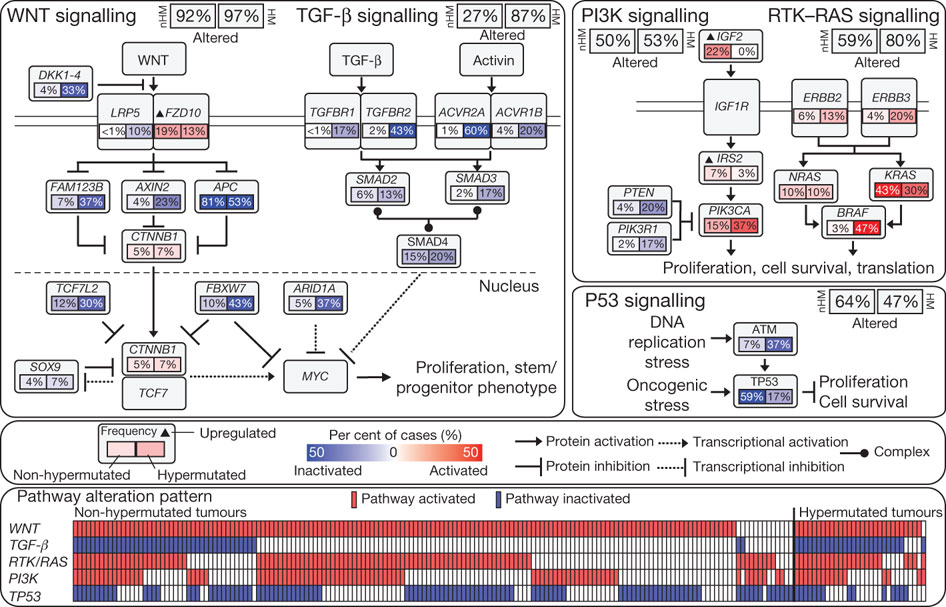 WNT signalling
nHM
92%
97%
HM
Altered
TGF-β signalling
nHM
27%
87%
HM
Altered
PI3K signalling
nHM
50%
53%
HM
Altered
RTK–RAS signalling
nHM
59%
80%
HM
Altered
DKK1-4
4% 33%
WNT
LRP5
<1% 10%
▲FZD10
19% 13%
FAM123B
7% 37%
AXIN2
4% 23%
APC
81% 53%
CTNNB1
5% 7%
TGF-β
Activin
TGFBR1
<1% 17%
TGFBR2
2% 43%
ACVR2A
1% 60%
ACVR1B
4% 20%
SMAD2
6% 13%
SMAD3
2% 17%
SMAD4
15% 20%
Nucleus
TCF7L2
12% 30%
FBXW7
10% 43%
ARID1A
5% 37%
SOX9
4% 7%
CTNNB1
5% 7%
TCF7
MYC
Proliferation, stem/
progenitor phenotype
▲IGF2
22% 0%
IGF1R
▲IRS2
7% 3%
PTEN
4% 20%
PIK3R1
2% 17%
PIK3CA
15% 37%
ERBB2
6% 13%
ERBB3
4% 20%
NRAS
10% 10%
KRAS
43% 30%
BRAF
3% 47%
Proliferation, cell survival, translation
P53 signalling
nHM
64%
47%
HM
Altered
DNA
replication
stress
ATM
7% 37%
Oncogenic
stress
TP53
59% 17%
Proliferation
Cell survival
Frequency ▲
Upregulated
Non-hypermutated
Hypermutated
Per cent of cases (%)
50 0 50
Inactivated
Activated
Protein activation
Transcriptional activation
Protein inhibition
Transcriptional inhibition
Complex
Pathway alteration pattern
Pathway activated
Pathway inactivated
Non-hypermutated tumours
Hypermutated tumours
WNT
TGF-β
RTK/RAS
PI3K
TP53